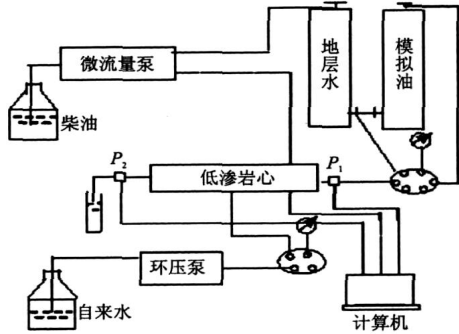 微流量泵
地层水
模拟油
柴油
P2
P1
低渗岩心
环压泵
自来水
计算机